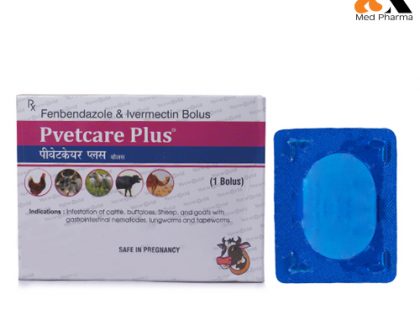 Med Pharma
Rx
Fenbendazole & Ivermectin Bolus
Pvetcare Plus®
पीवेटकेयर प्लस बोलस
(1 Bolus)
Indications : Infestation of cattle, buffaloes, Sheep, and goats with
gastrointestinal nematodes, lungworms and tapeworms.
SAFE IN PREGNANCY